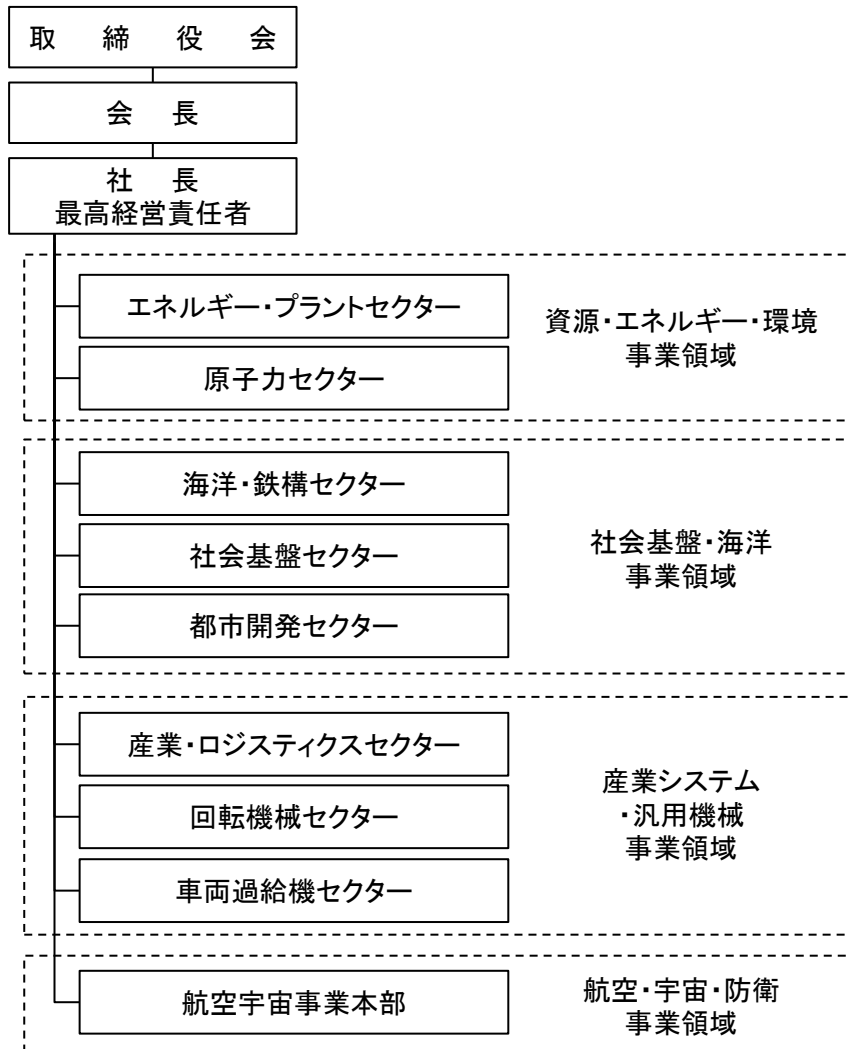 取締役会
会長
社長
最高経営責任者
エネルギー・プラントセクター
原子力セクター
資源・エネルギー・環境
事業領域
海洋・鉄構セクター
社会基盤セクター
都市開発セクター
社会基盤・海洋
事業領域
産業・ロジスティクスセクター
回転機械セクター
車両過給機セクター
産業システム
・汎用機械
事業領域
航空宇宙事業本部
航空・宇宙・防衛
事業領域